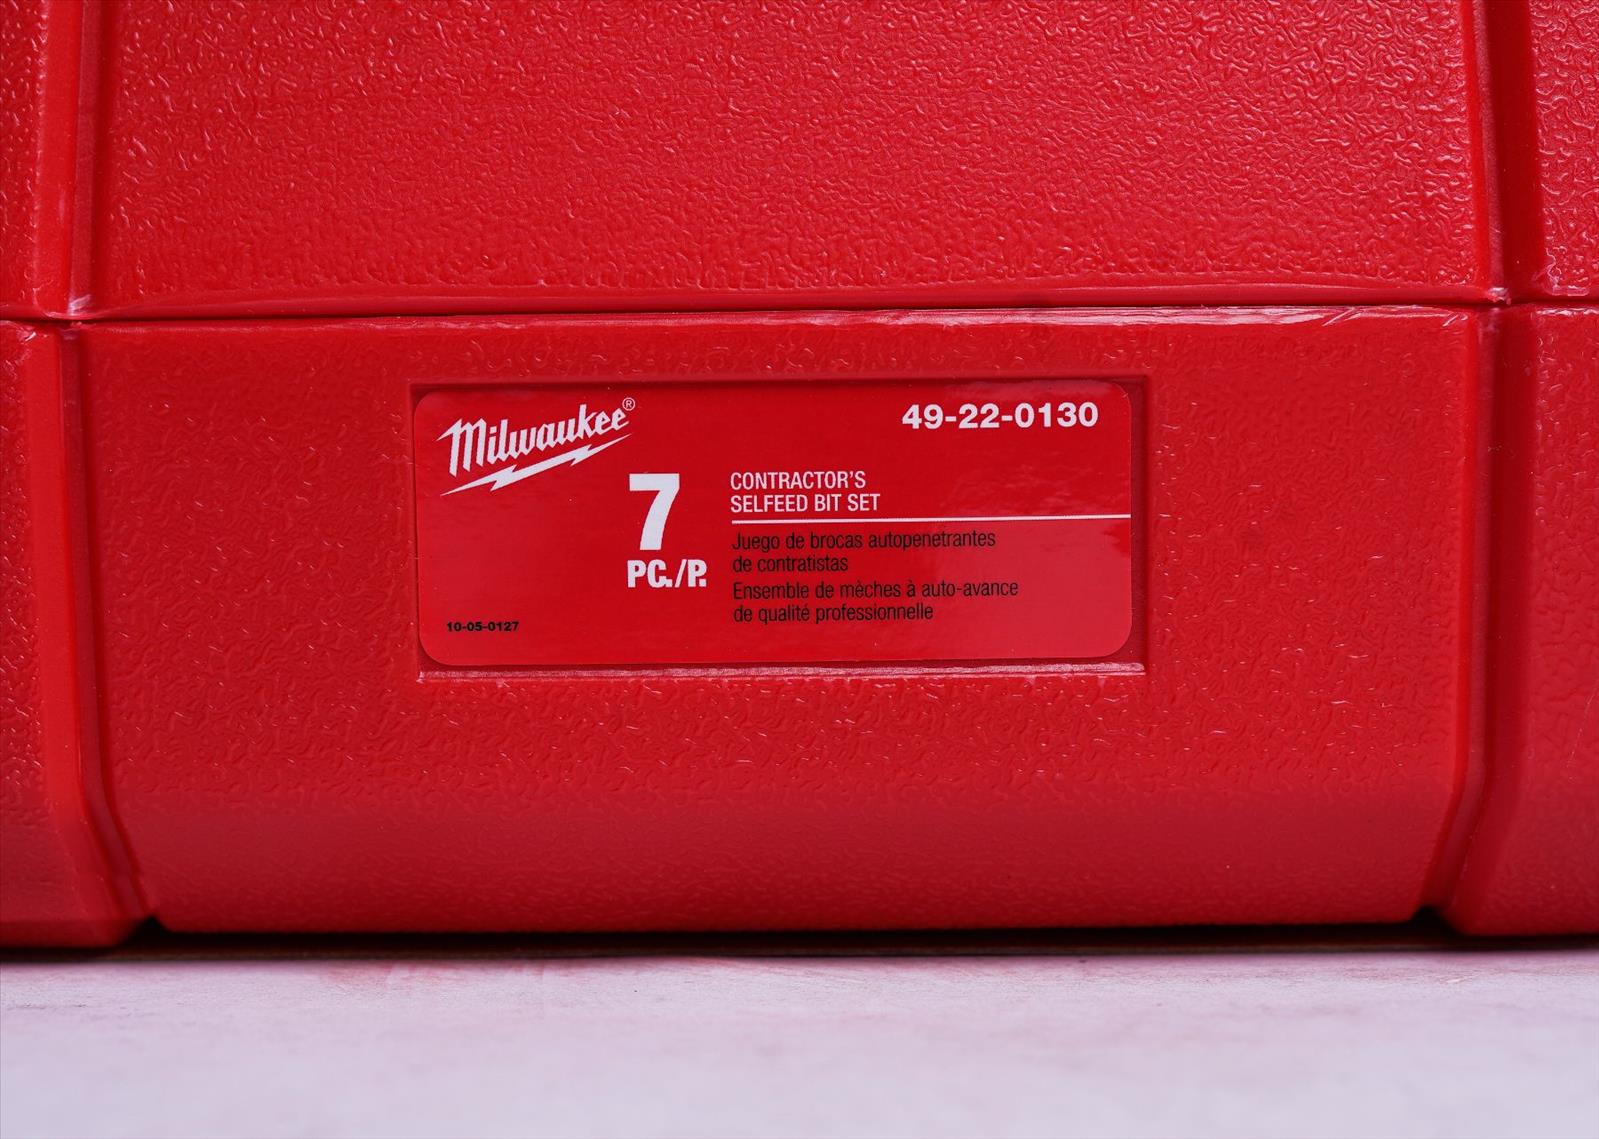 Milwaukee®
49-22-0130
7
PC./P.
CONTRACTOR'S
SELFEED BIT SET
Juego de brocas autopenetrantes
de contratistas
Ensemble de mèches à auto-avance
de qualité professionnelle
10-05-0127